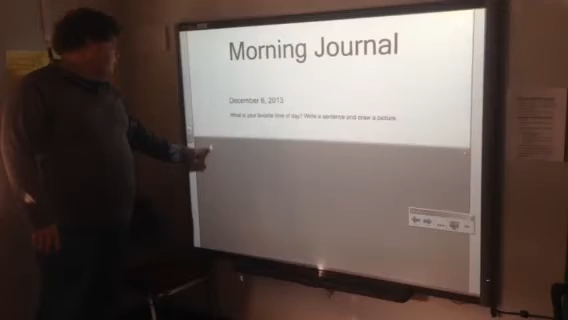 Morning Journal
December 6, 2013
What is your favorite time of day? Write a sentence and draw a picture.